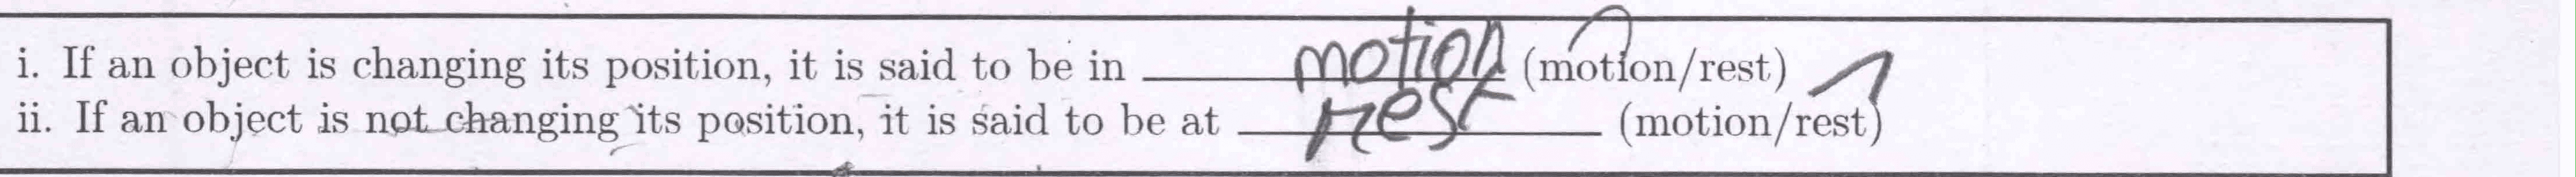 i. If an object is changing its position, it is said to be in motion (motion/rest)
ii. If an object is not changing its position, it is said to be at rest (motion/rest)